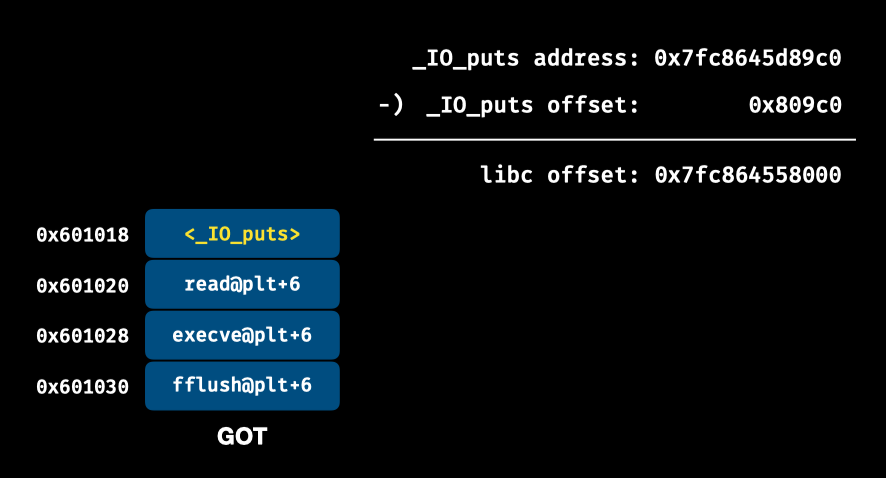 _IO_puts address: 0x7fc8645d89c0
-) _IO_puts offset: 0x809c0
libc offset: 0x7fc864558000
0x601018 <_IO_puts>
0x601020 read@plt+6
0x601028 execve@plt+6
0x601030 fflush@plt+6
GOT